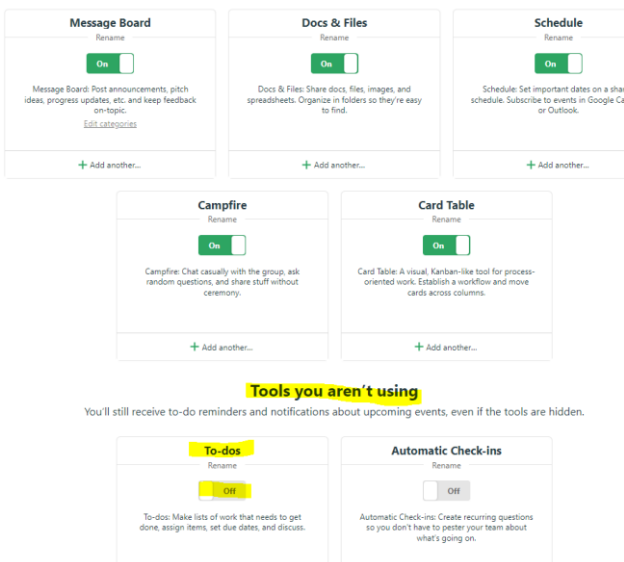 Message Board
Rename
On
Message Board: Post announcements, pitch
ideas, progress updates, etc. and keep feedback
on-topic.
Edit categories
+ Add another...
Docs & Files
Rename
On
Docs & Files: Share docs, files, images, and
spreadsheets. Organize in folders so they're easy
to find.
+ Add another...
Schedule
Rename
On
Schedule: Set important dates on a
schedule. Subscribe to events in Google
or Outlook.
+ Add another...
Campfire
Rename
On
Campfire: Chat casually with the group, ask
random questions, and share stuff without
ceremony.
+ Add another...
Card Table
Rename
On
Card Table: A visual, Kanban-like tool for process-
oriented work. Establish a workflow and move
cards across columns.
+ Add another...
Tools you aren't using
You'll still receive to-do reminders and notifications about upcoming events, even if the tools are hidden.
To-dos
Rename
Off
To-dos: Make lists of work that needs to get
done, assign items, set due dates, and discuss.
Automatic Check-ins
Rename
Off
Automatic Check-ins: Create recurring questions
so you don't have to pester your team about
what's going on.